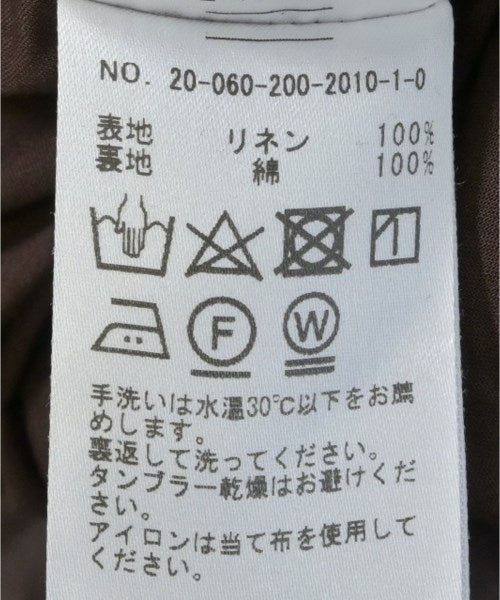 NO. 20-060-200-2010-1-0
表地 リネン 100%
裏地 綿 100%
F W
手洗いは水温30℃以下をお薦
めします。
裏返して洗ってください。
タンブラー乾燥はお避けくだ
さい。
アイロンは当て布を使用して
ください。